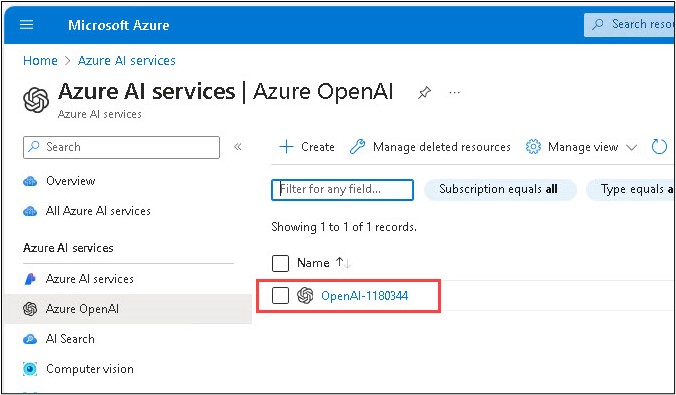 Microsoft Azure
Search resou
Home > Azure AI services
Azure AI services | Azure OpenAI
Azure AI services
Search
Create
Manage deleted resources
Manage view
Overview
Filter for any field...
Subscription equals all
Type equals a
All Azure AI services
Showing 1 to 1 of 1 records.
Azure AI services
Name
Azure AI services
OpenAI-1180344
Azure OpenAI
AI Search
Computer vision